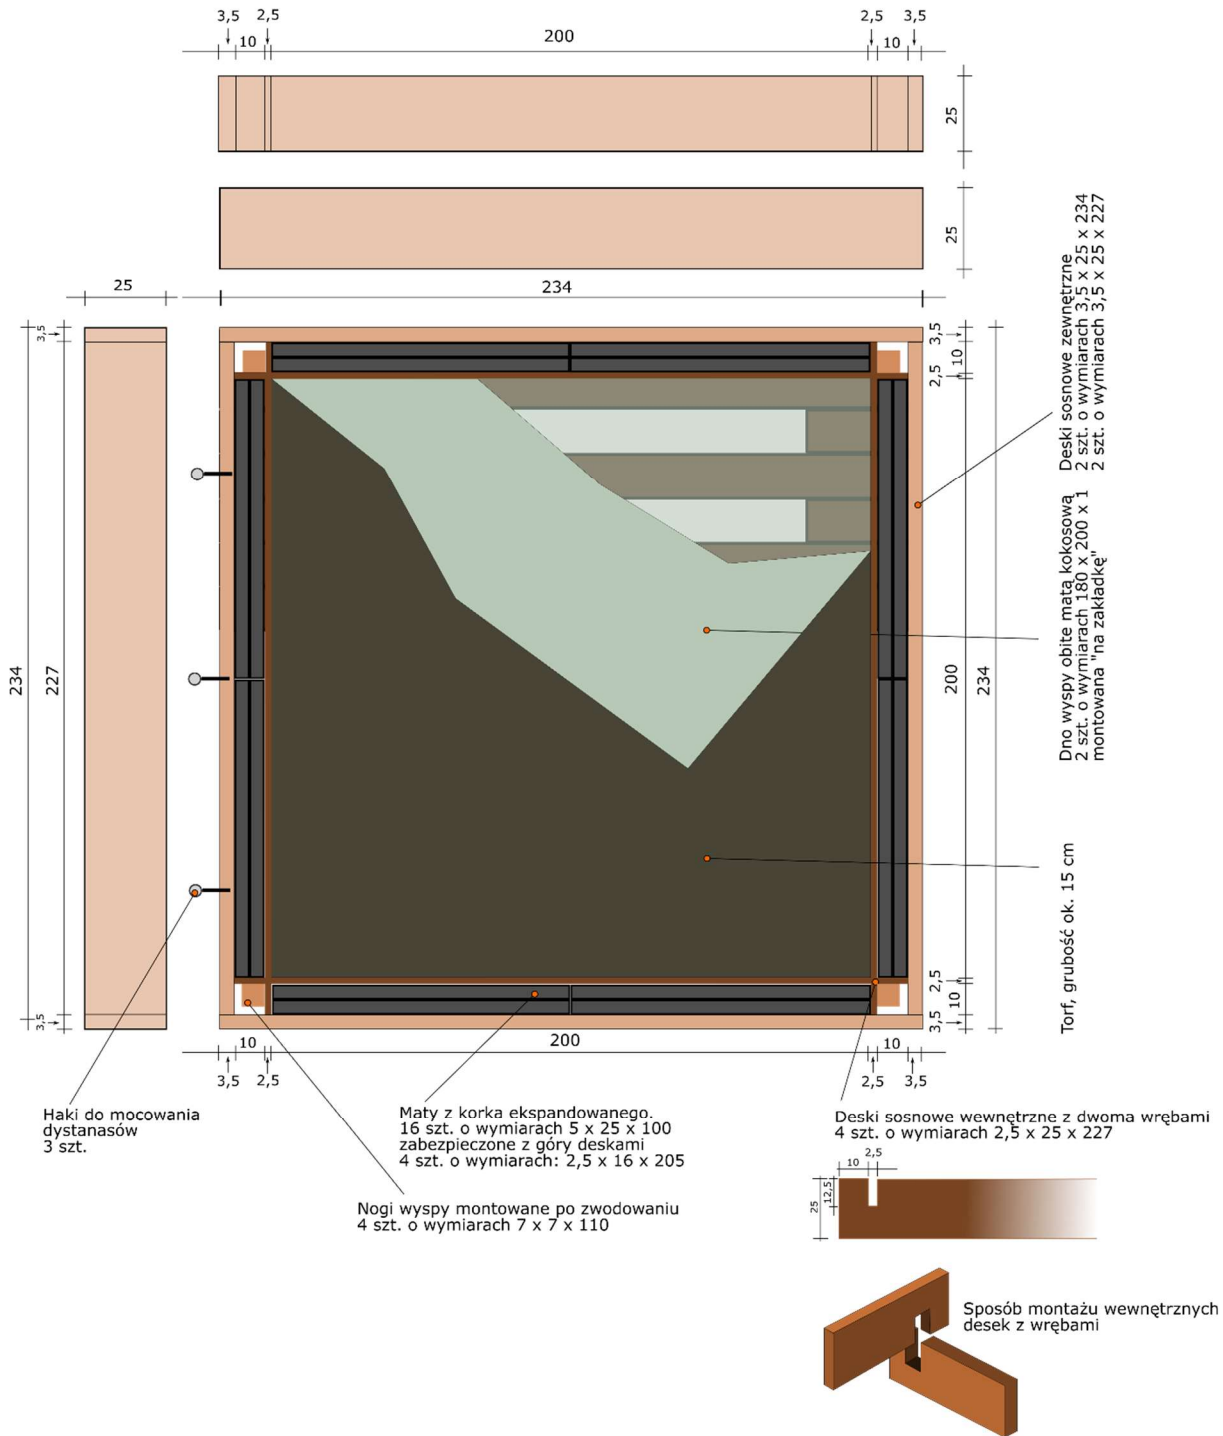 3,5
2,5
10
200
2,5
3,5
10
25
25
25
234
3,5
3,5
10
2,5
234
227
200
234
3,5
2,5
10
3,5
10
200
10
3,5
2,5
2,5
3,5
Deski sosnowe zewnętrzne
2 szt. o wymiarach 3,5 x 25 x 234
2 szt. o wymiarach 3,5 x 25 x 227
Dno wyspy obite matą kokosową
2 szt. o wymiarach 180 x 200 x 1
montowana "na zakładkę"
Torf, grubość ok. 15 cm
Haki do mocowania
dystanasów
3 szt.
Maty z korka ekspandowanego.
16 szt. o wymiarach 5 x 25 x 100
zabezpieczone z góry deskami
4 szt. o wymiarach: 2,5 x 16 x 205
Nogi wyspy montowane po zwodowaniu
4 szt. o wymiarach 7 x 7 x 110
Deski sosnowe wewnętrzne z dwoma wrębami
4 szt. o wymiarach 2,5 x 25 x 227
2,5
10
12,5
25
Sposób montażu wewnętrznych
desek z wrębami